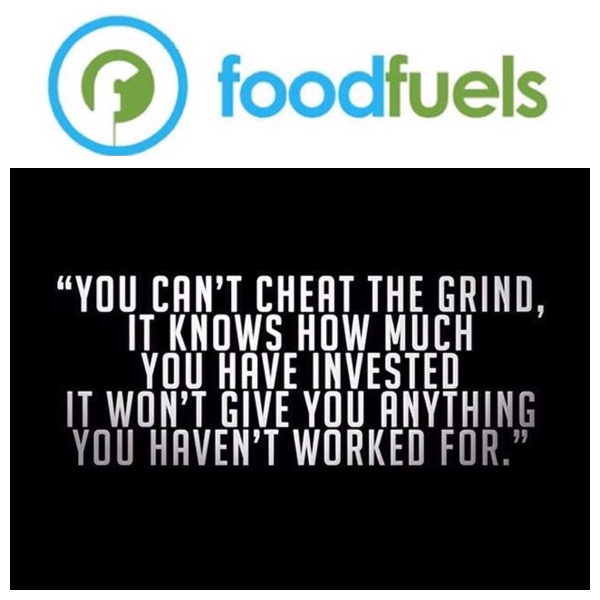 foodfuels
“YOU CAN’T CHEAT THE GRIND,
IT KNOWS HOW MUCH
YOU HAVE INVESTED
IT WON’T GIVE YOU ANYTHING
YOU HAVEN’T WORKED FOR.”